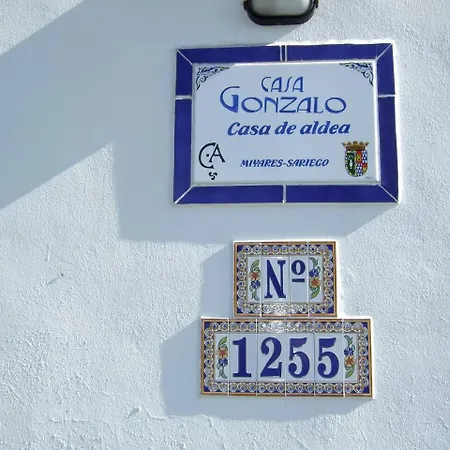 CASA
GONZALO
Casa de aldea
CA
MIYARES-SARIEGO
Nº
1255